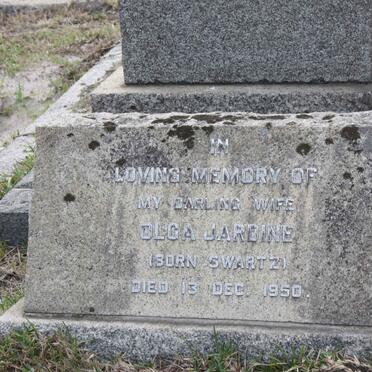 IN
LOVING MEMORY OF
MY DARLING WIFE
OLGA JARDINE
(BORN SWARTZ)
DIED 13 DEC. 1950